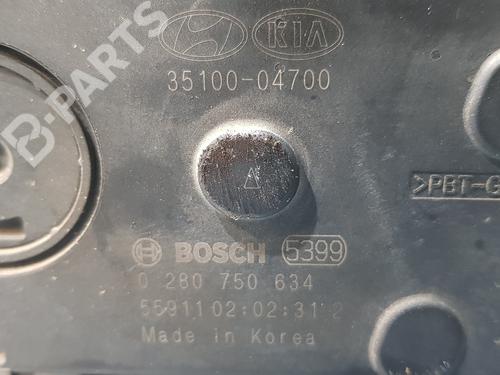 B-PARTS
KIA
35100-04700
>PBT-G
BOSCH 5399
0 280 750 634
Made in Korea